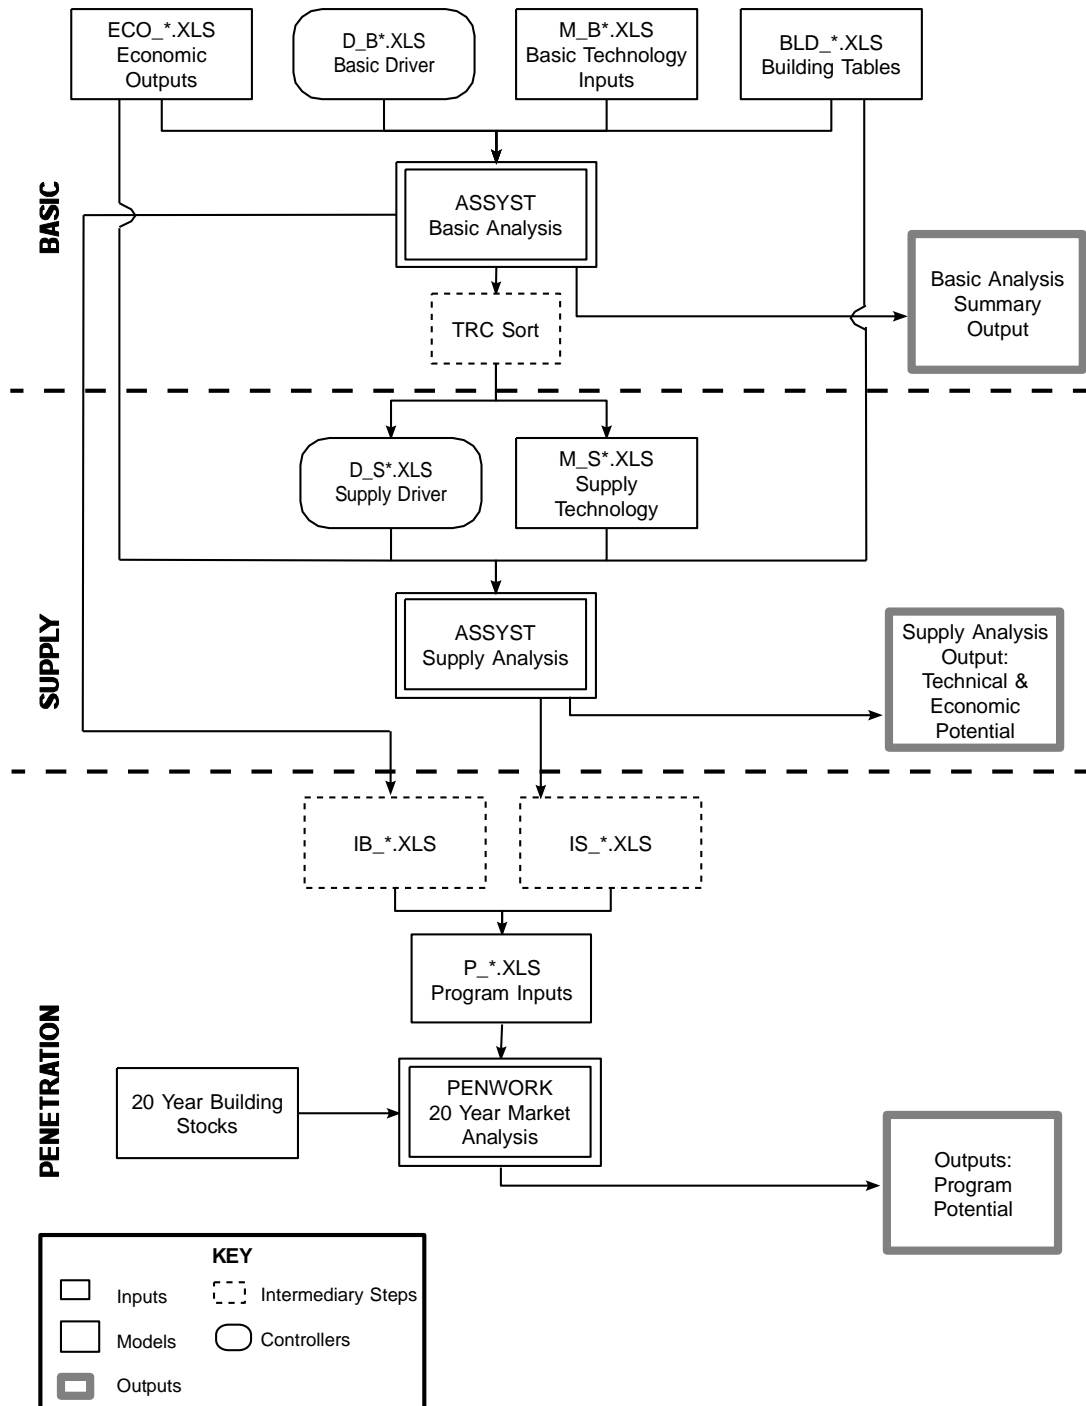 ECO_*.XLS
Economic
Outputs
D_B*.XLS
Basic Driver
M_B*.XLS
Basic Technology
Inputs
BLD_*.XLS
Building Tables
BASIC
ASSYST
Basic Analysis
Basic Analysis
Summary
Output
TRC Sort
D_S*.XLS
Supply Driver
M_S*.XLS
Supply
Technology
SUPPLY
ASSYST
Supply Analysis
Supply Analysis
Output:
Technical &
Economic
Potential
IB_*.XLS
IS_*.XLS
P_*.XLS
Program Inputs
PENETRATION
20 Year Building
Stocks
PENWORK
20 Year Market
Analysis
Outputs:
Program
Potential
KEY
Inputs
Intermediary Steps
Models
Controllers
Outputs